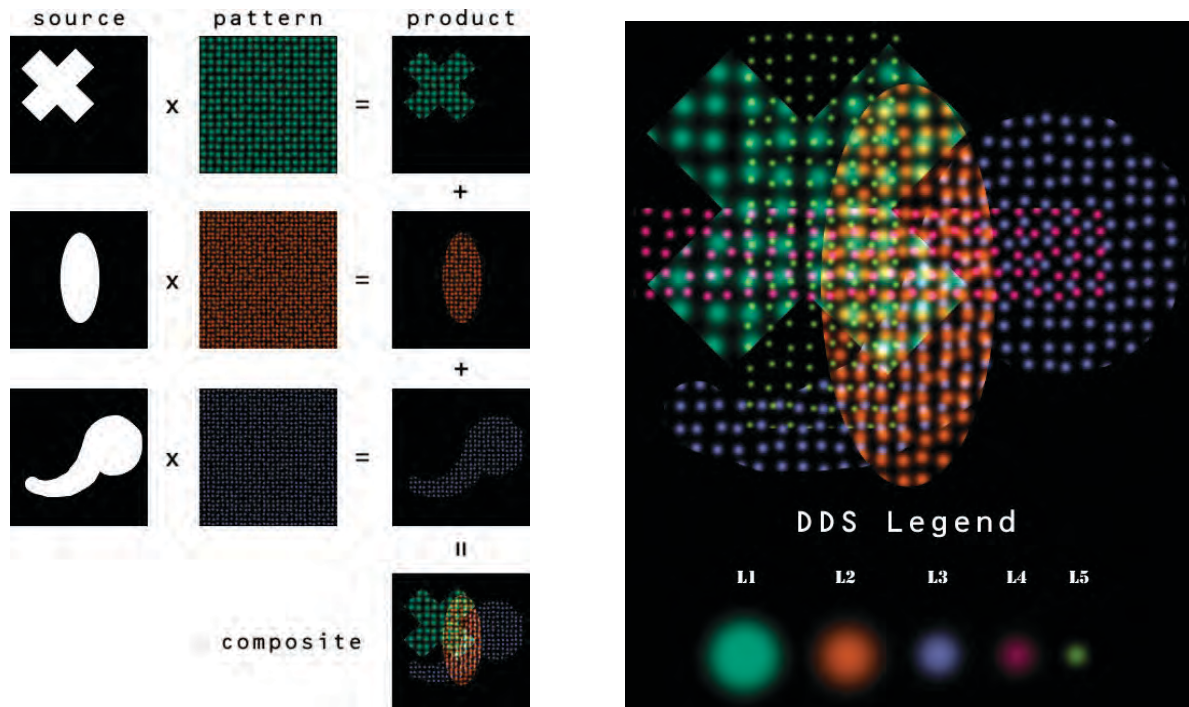 source pattern product
x =
+
x =
+
x =
=
composite
DDS Legend
L1 L2 L3 L4 L5